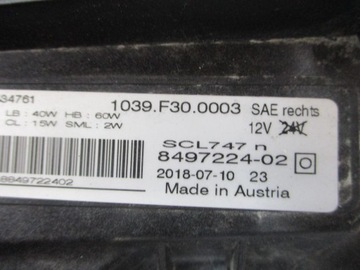 34761
1039.F30.0003 SAE rechts
LB : 40W HB : 60W
12V 24V
CL : 15W SML : 2W
SCL747 n
8497224-02
2018-07-10 23
8849722402
Made in Austria